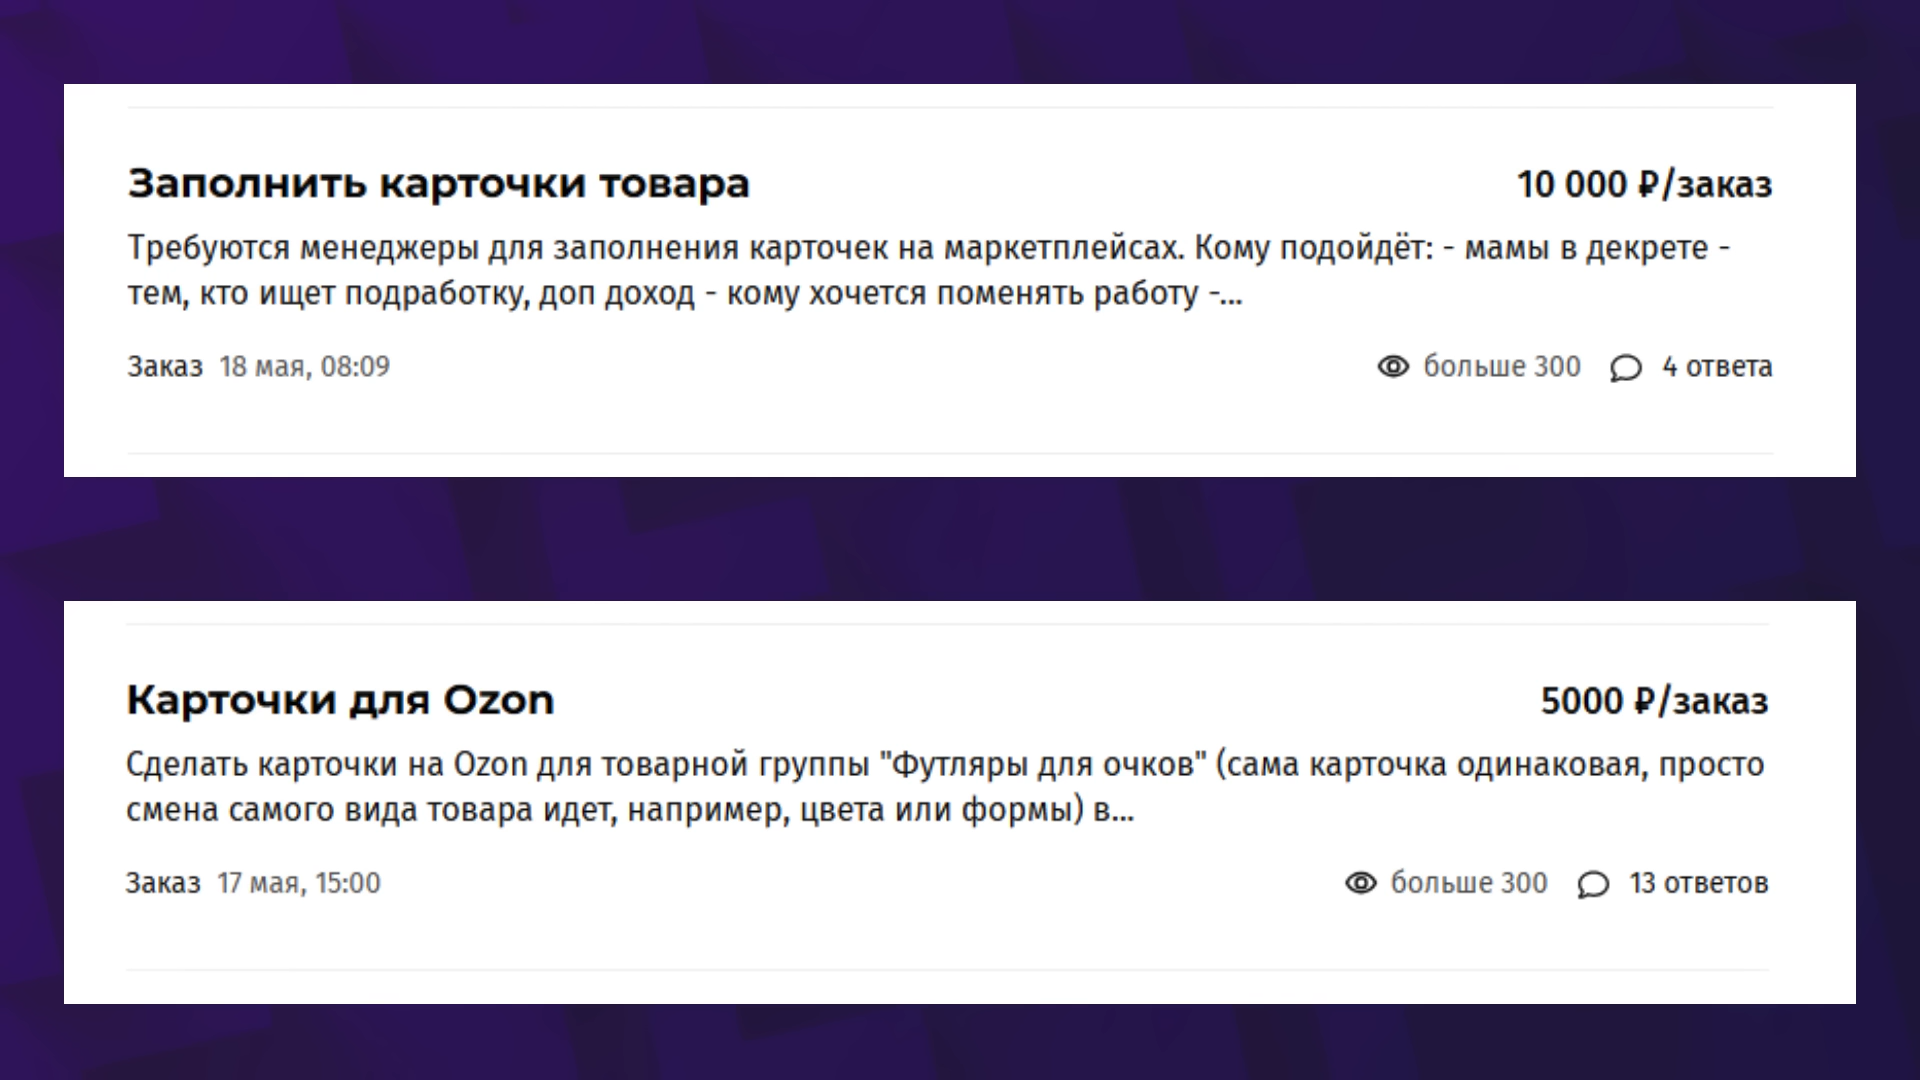 Заполнить карточки товара
10 000 ₽/заказ
Требуются менеджеры для заполнения карточек на маркетплейсах. Кому подойдёт: - мамы в декрете -
тем, кто ищет подработку, доп доход - кому хочется поменять работу -...
Заказ 18 мая, 08:09
больше 300 4 ответа
Карточки для Ozon
5000 ₽/заказ
Сделать карточки на Ozon для товарной группы "Футляры для очков" (сама карточка одинаковая, просто
смена самого вида товара идет, например, цвета или формы) в...
Заказ 17 мая, 15:00
больше 300 13 ответов